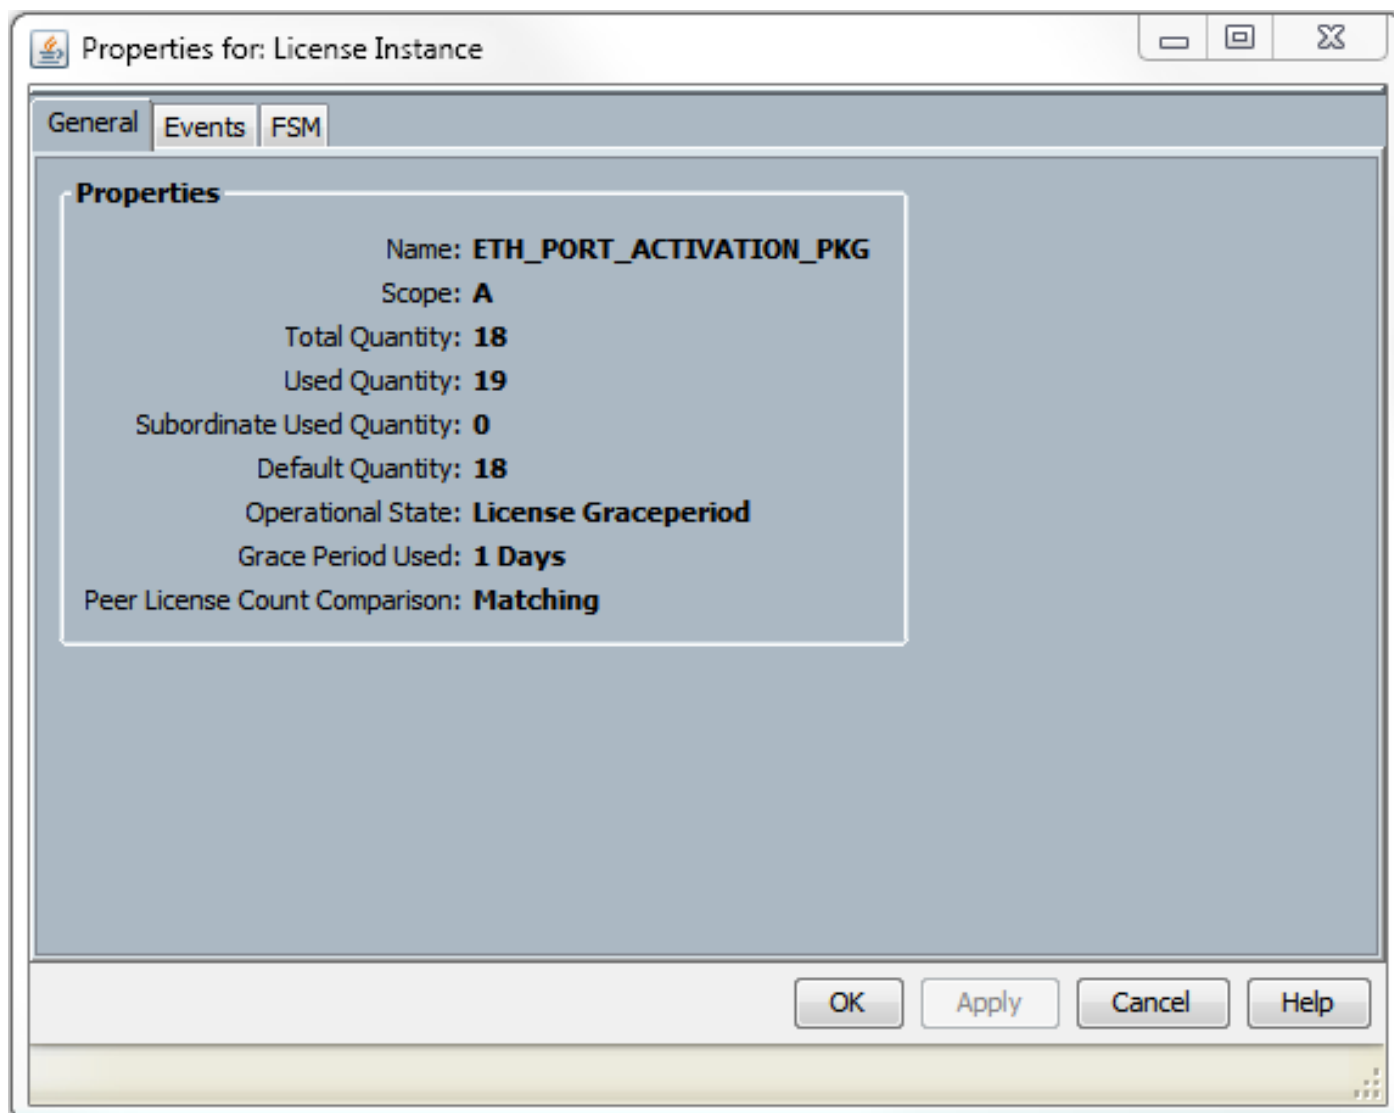 Properties for: License Instance
General Events FSM
Properties
Name: ETH_PORT_ACTIVATION_PKG
Scope: A
Total Quantity: 18
Used Quantity: 19
Subordinate Used Quantity: 0
Default Quantity: 18
Operational State: License Graceperiod
Grace Period Used: 1 Days
Peer License Count Comparison: Matching
OK Apply Cancel Help